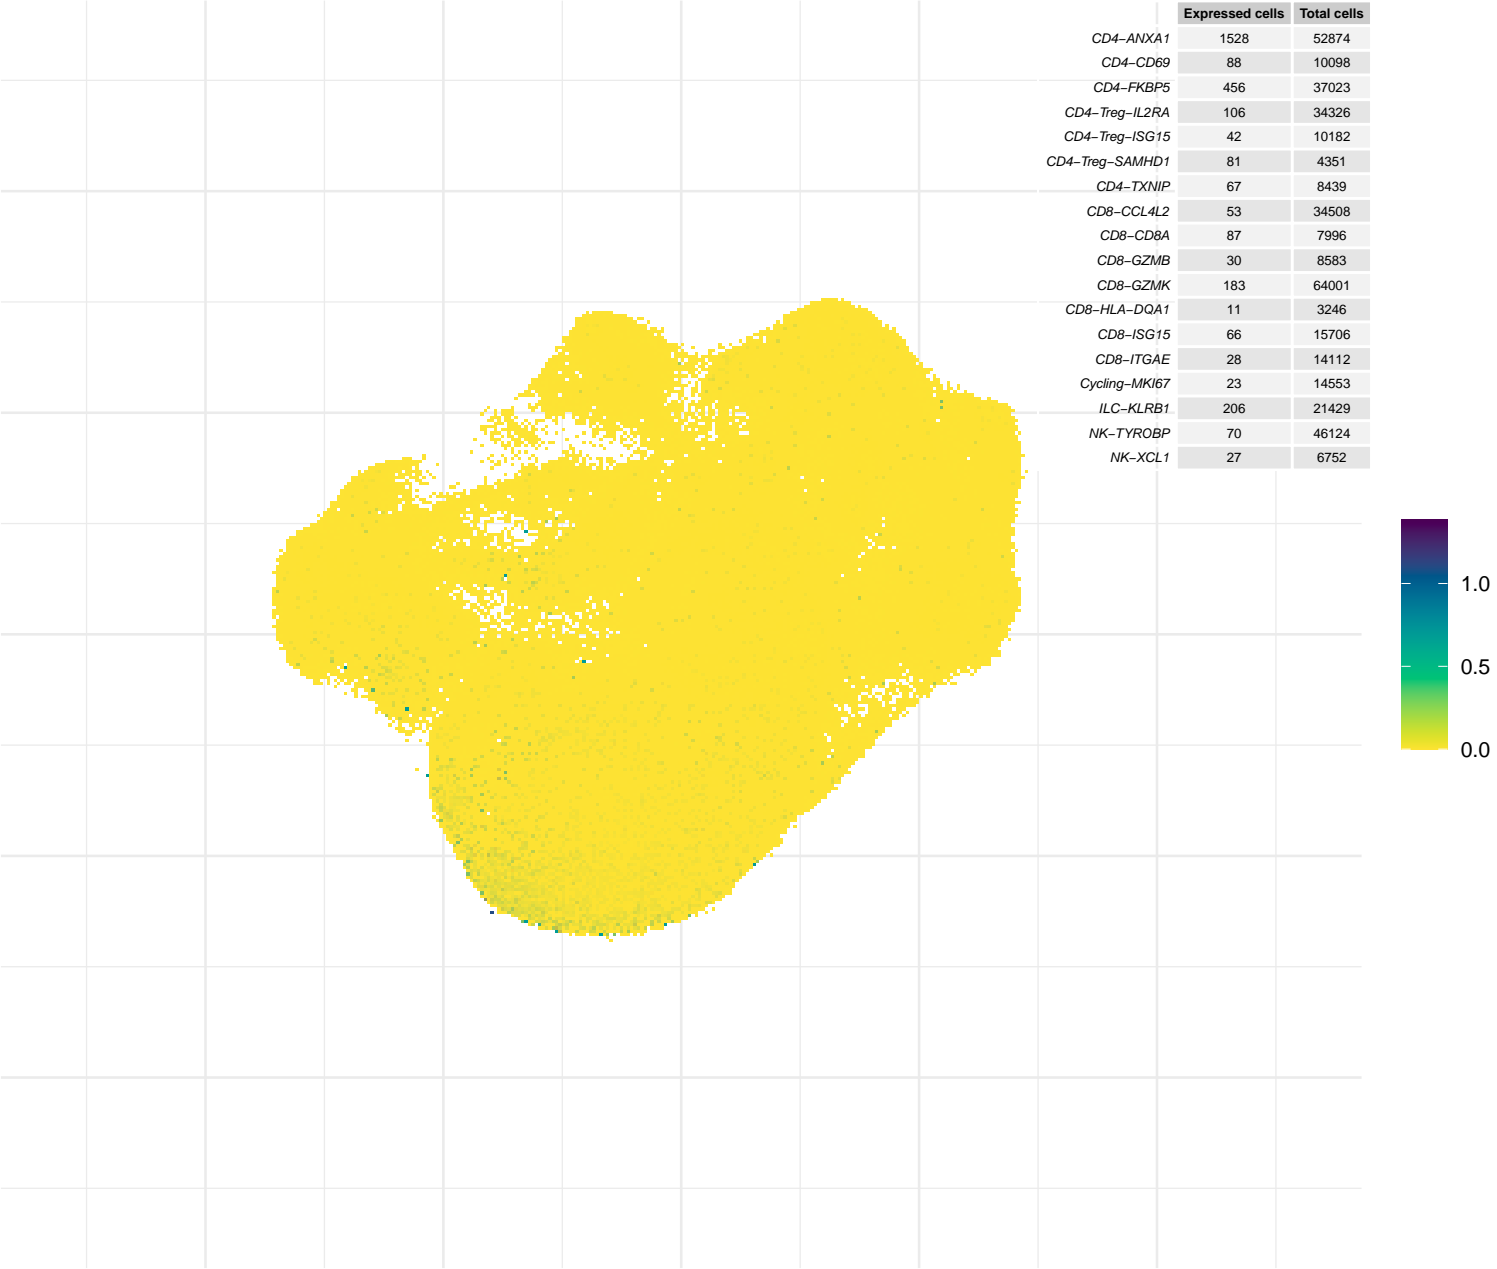 Expressed cells Total cells
CD4−ANXA1 1528 52874
CD4−CD69 88 10098
CD4−FKBP5 456 37023
CD4−Treg−IL2RA 106 34326
CD4−Treg−ISG15 42 10182
CD4−Treg−SAMHD1 81 4351
CD4−TXNIP 67 8439
CD8−CCL4L2 53 34508
CD8−CD8A 87 7996
CD8−GZMB 30 8583
CD8−GZMK 183 64001
CD8−HLA−DQA1 11 3246
CD8−ISG15 66 15706
CD8−ITGAE 28 14112
Cycling−MKI67 23 14553
ILC−KLRB1 206 21429
NK−TYROBP 70 46124
NK−XCL1 27 6752
1.0
0.5
0.0